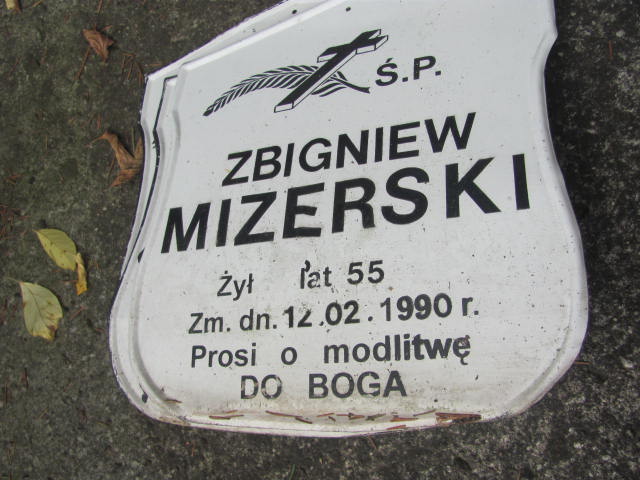 Ś.P.
ZBIGNIEW
MIZERSKI
Żył lat 55
Zm. dn. 12.02.1990 r.
Prosi o modlitwę
DO BOGA